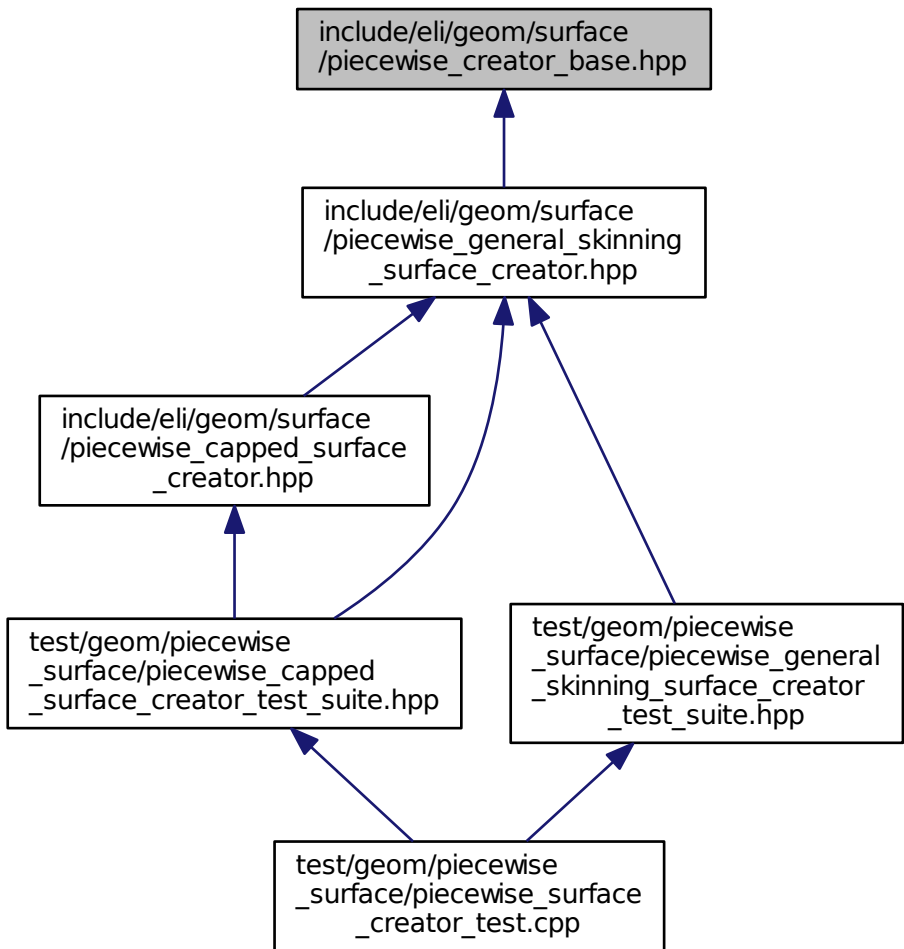 include/eli/geom/surface
/piecewise_creator_base.hpp
include/eli/geom/surface
/piecewise_general_skinning
_surface_creator.hpp
include/eli/geom/surface
/piecewise_capped_surface
_creator.hpp
test/geom/piecewise
_surface/piecewise_capped
_surface_creator_test_suite.hpp
test/geom/piecewise
_surface/piecewise_general
_skinning_surface_creator
_test_suite.hpp
test/geom/piecewise
_surface/piecewise_surface
_creator_test.cpp